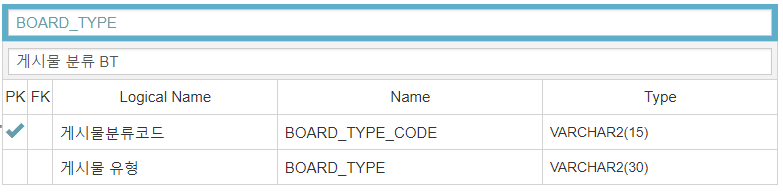 BOARD_TYPE
게시물 분류 BT
PK FK Logical Name Name Type
게시물분류코드 BOARD_TYPE_CODE VARCHAR2(15)
게시물 유형 BOARD_TYPE VARCHAR2(30)